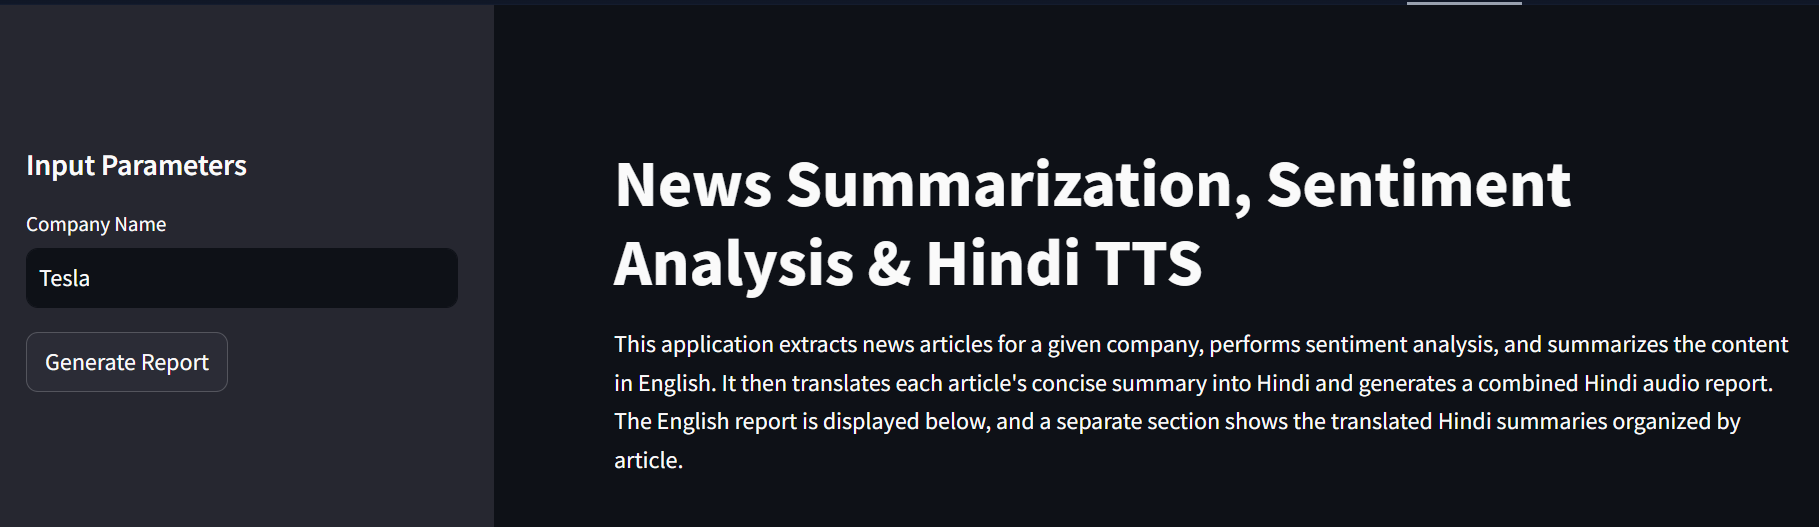 Input Parameters
Company Name
Tesla
Generate Report
News Summarization, Sentiment
Analysis & Hindi TTS
This application extracts news articles for a given company, performs sentiment analysis, and summarizes the content
in English. It then translates each article's concise summary into Hindi and generates a combined Hindi audio report.
The English report is displayed below, and a separate section shows the translated Hindi summaries organized by
article.